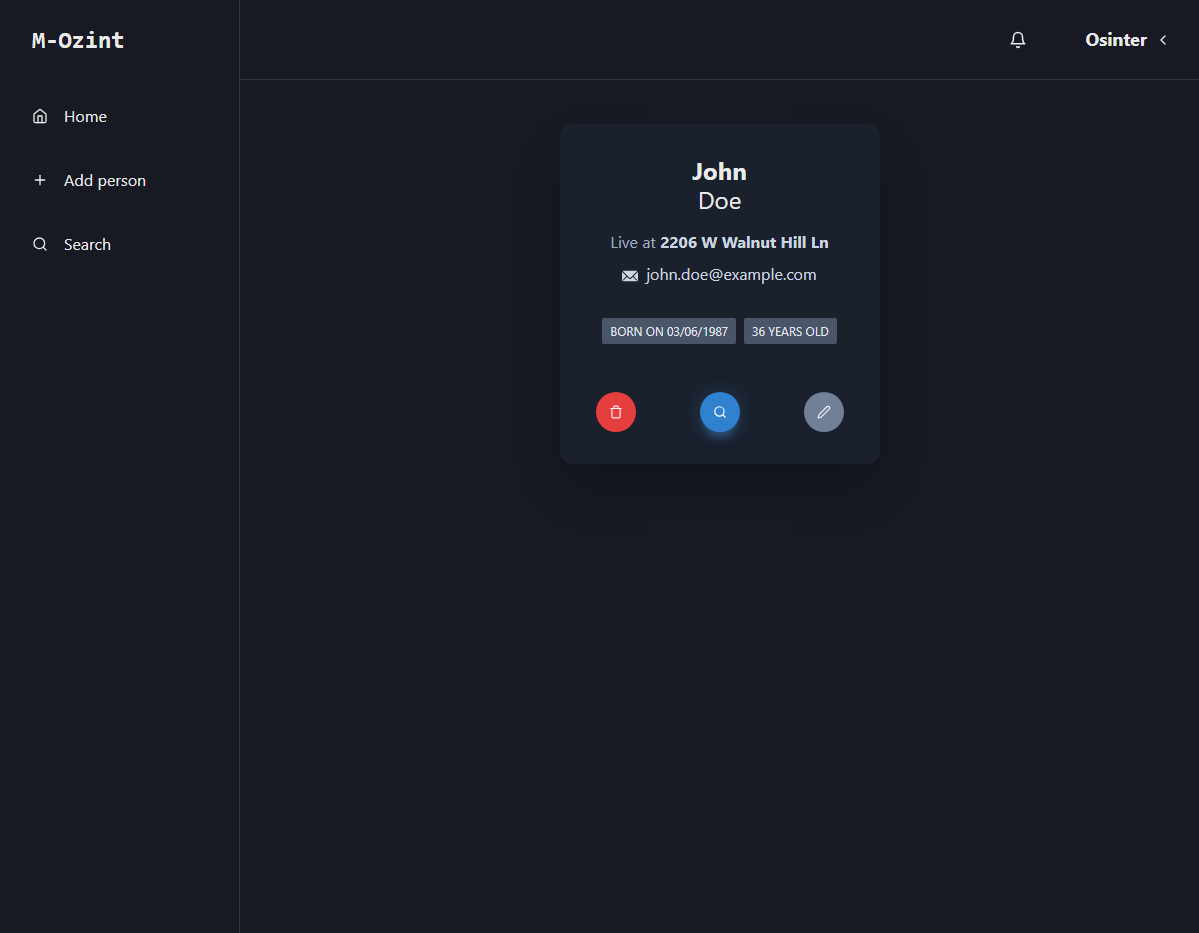 M-Ozint
Osinter
Home
Add person
Search
John
Doe
Live at 2206 W Walnut Hill Ln
john.doe@example.com
BORN ON 03/06/1987
36 YEARS OLD